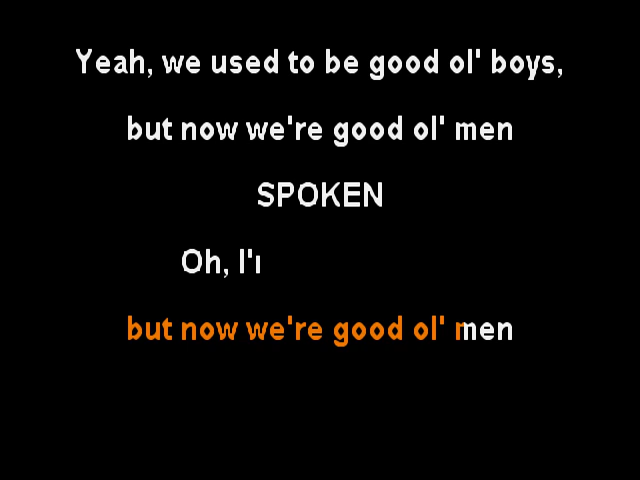 Yeah, we used to be good ol' boys,
but now we're good ol' men
SPOKEN
Oh,
but now we're good ol' men